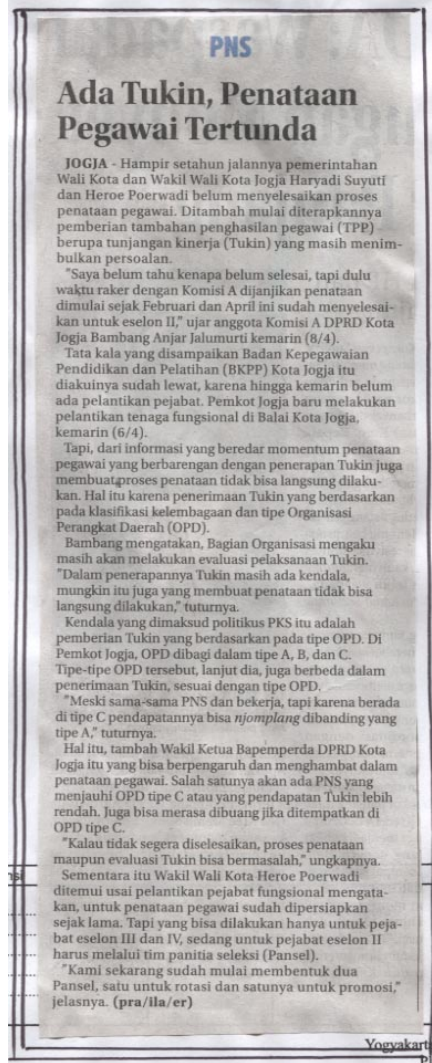 PNS
Ada Tukin, Penataan
Pegawai Tertunda
JOGJA - Hampir setahun jalannya pemerintahan
Wali Kota dan Wakil Wali Kota Jogja Haryadi Suyuti
dan Heroe Poerwadi belum menyelesaikan proses
penataan pegawai. Ditambah mulai diterapkannya
pemberian tambahan penghasilan pegawai (TPP)
berupa tunjangan kinerja (Tukin) yang masih menim-
bulkan persoalan.
"Saya belum tahu kenapa belum selesai, tapi dulu
waktu raker dengan Komisi A dijanjikan penataan
dimulai sejak Februari dan April ini sudah menyelesai-
kan untuk eselon II," ujar anggota Komisi A DPRD Kota
Jogja Bambang Anjar Jalumurti kemarin (8/4).
Tata kala yang disampaikan Badan Kepegawaian
Pendidikan dan Pelatihan (BKPP) Kota Jogja itu
diakuinya sudah lewat, karena hingga kemarin belum
ada pelantikan pejabat. Pemkot Jogja baru melakukan
pelantikan tenaga fungsional di Balai Kota Jogja,
kemarin (6/4).
Tapi, dari informasi yang beredar momentum penataan
pegawai yang berbarengan dengan penerapan Tukin juga
membuat proses penataan tidak bisa langsung dilaku-
kan. Hal itu karena penerimaan Tukin yang berdasarkan
pada klasifikasi kelembagaan dan tipe Organisasi
Perangkat Daerah (OPD).
Bambang mengatakan, Bagian Organisasi mengaku
masih akan melakukan evaluasi pelaksanaan Tukin.
"Dalam penerapannya Tukin masih ada kendala,
mungkin itu juga yang membuat penataan tidak bisa
langsung dilakukan," tuturnya.
Kendala yang dimaksud politikus PKS itu adalah
pemberian Tukin yang berdasarkan pada tipe OPD. Di
Pemkot Jogja, OPD dibagi dalam tipe A, B, dan C.
Tipe-tipe OPD tersebut, lanjut dia, juga berbeda dalam
penerimaan Tukin, sesuai dengan tipe OPD.
"Meski sama-sama PNS dan bekerja, tapi karena berada
di tipe C pendapatannya bisa njomplang dibanding yang
tipe A," tuturnya.
Hal itu, tambah Wakil Ketua Bapemperda DPRD Kota
Jogja itu yang bisa berpengaruh dan menghambat dalam
penataan pegawai. Salah satunya akan ada PNS yang
menjauhi OPD tipe C atau yang pendapatan Tukin lebih
rendah. Juga bisa merasa dibuang jika ditempatkan di
OPD tipe C.
"Kalau tidak segera diselesaikan, proses penataan
maupun evaluasi Tukin bisa bermasalah," ungkapnya.
Sementara itu Wakil Wali Kota Heroe Poerwadi
ditemui usai pelantikan pejabat fungsional mengata-
kan, untuk penataan pegawai sudah dipersiapkan
sejak lama. Tapi yang bisa dilakukan hanya untuk peja-
bat eselon III dan IV, sedang untuk pejabat eselon II
harus melalui tim panitia seleksi (Pansel).
"Kami sekarang sudah mulai membentuk dua
Pansel, satu untuk rotasi dan satunya untuk promosi,"
jelasnya. (pra/ila/er)
Yogyakart